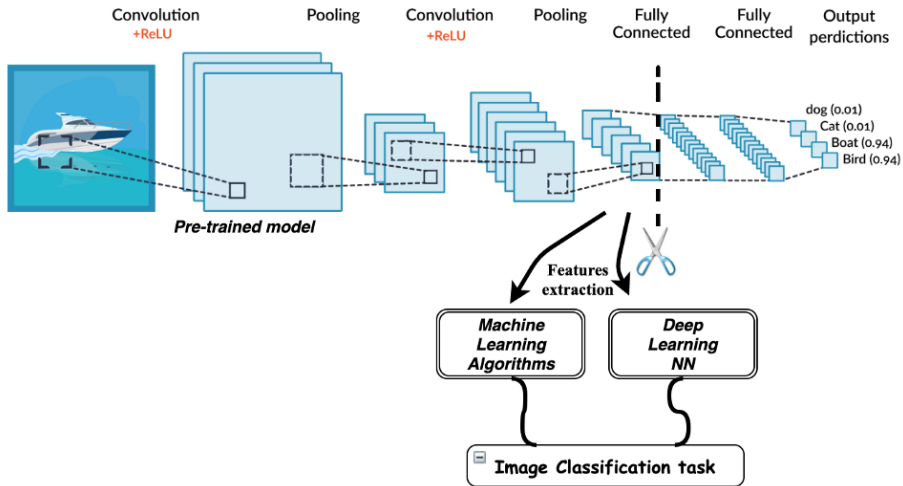 Convolution
+ReLU
Pooling
Convolution
+ReLU
Pooling
Fully
Connected
Fully
Connected
Output
perdictions
dog (0.01)
Cat (0.01)
Boat (0.94)
Bird (0.94)
Pre-trained model
Features
extraction
Machine
Learning
Algorithms
Deep
Learning
NN
Image Classification task